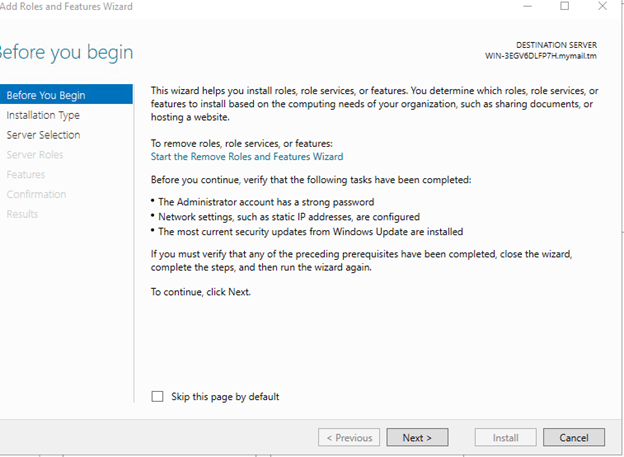 Add Roles and Features Wizard
Before you begin
DESTINATION SERVER
WIN-3EGV6DLFP7H.mymail.tm
Before You Begin
Installation Type
Server Selection
Server Roles
Features
Confirmation
Results
This wizard helps you install roles, role services, or features. You determine which roles, role services, or
features to install based on the computing needs of your organization, such as sharing documents, or
hosting a website.
To remove roles, role services, or features:
Start the Remove Roles and Features Wizard
Before you continue, verify that the following tasks have been completed:
• The Administrator account has a strong password
• Network settings, such as static IP addresses, are configured
• The most current security updates from Windows Update are installed
If you must verify that any of the preceding prerequisites have been completed, close the wizard,
complete the steps, and then run the wizard again.
To continue, click Next.
Skip this page by default
< Previous
Next >
Install
Cancel